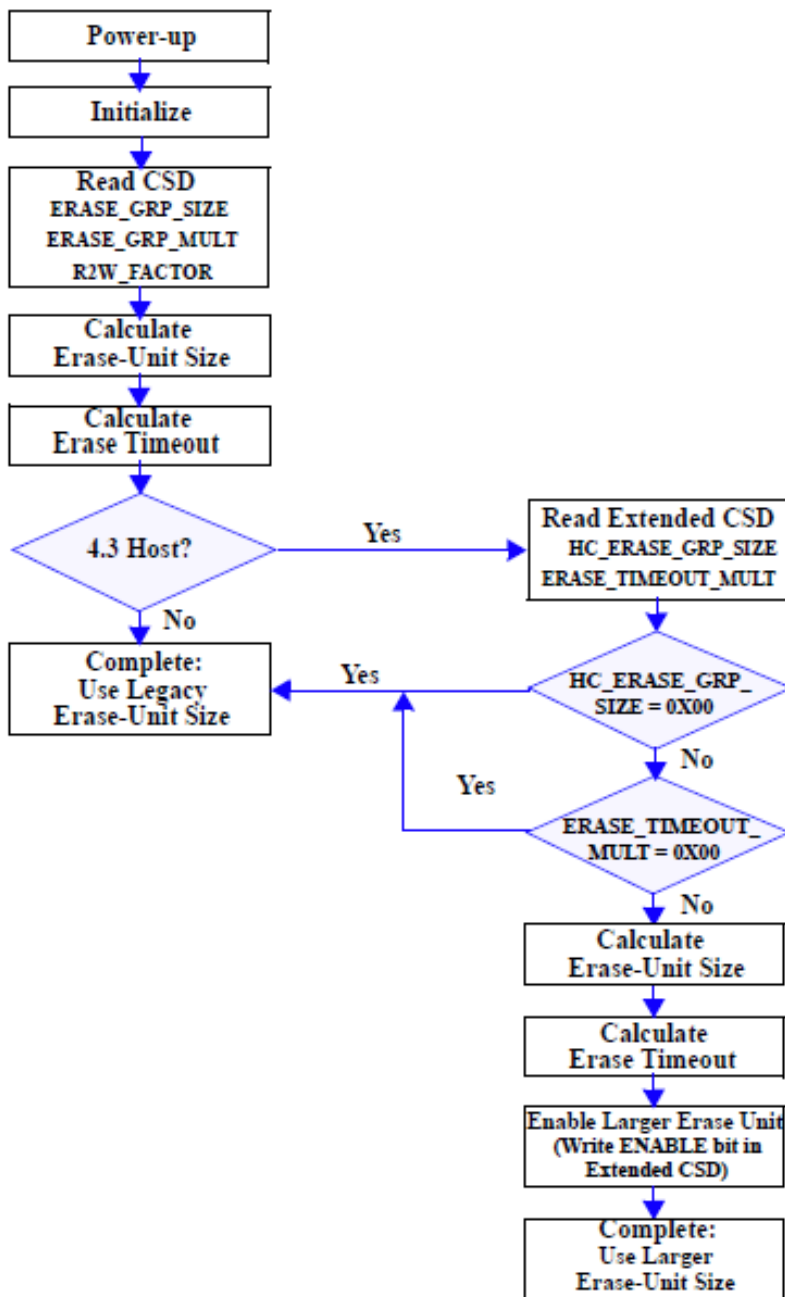 Power-up
Initialize
Read CSD
ERASE_GRP_SIZE
ERASE_GRP_MULT
R2W_FACTOR
Calculate
Erase-Unit Size
Calculate
Erase Timeout
4.3 Host?
Yes
No
Complete:
Use Legacy
Erase-Unit Size
Read Extended CSD
HC_ERASE_GRP_SIZE
ERASE_TIMEOUT_MULT
HC_ERASE_GRP_
SIZE = 0X00
Yes
No
ERASE_TIMEOUT_
MULT = 0X00
Yes
No
Calculate
Erase-Unit Size
Calculate
Erase Timeout
Enable Larger Erase Unit
(Write ENABLE bit in
Extended CSD)
Complete:
Use Larger
Erase-Unit Size